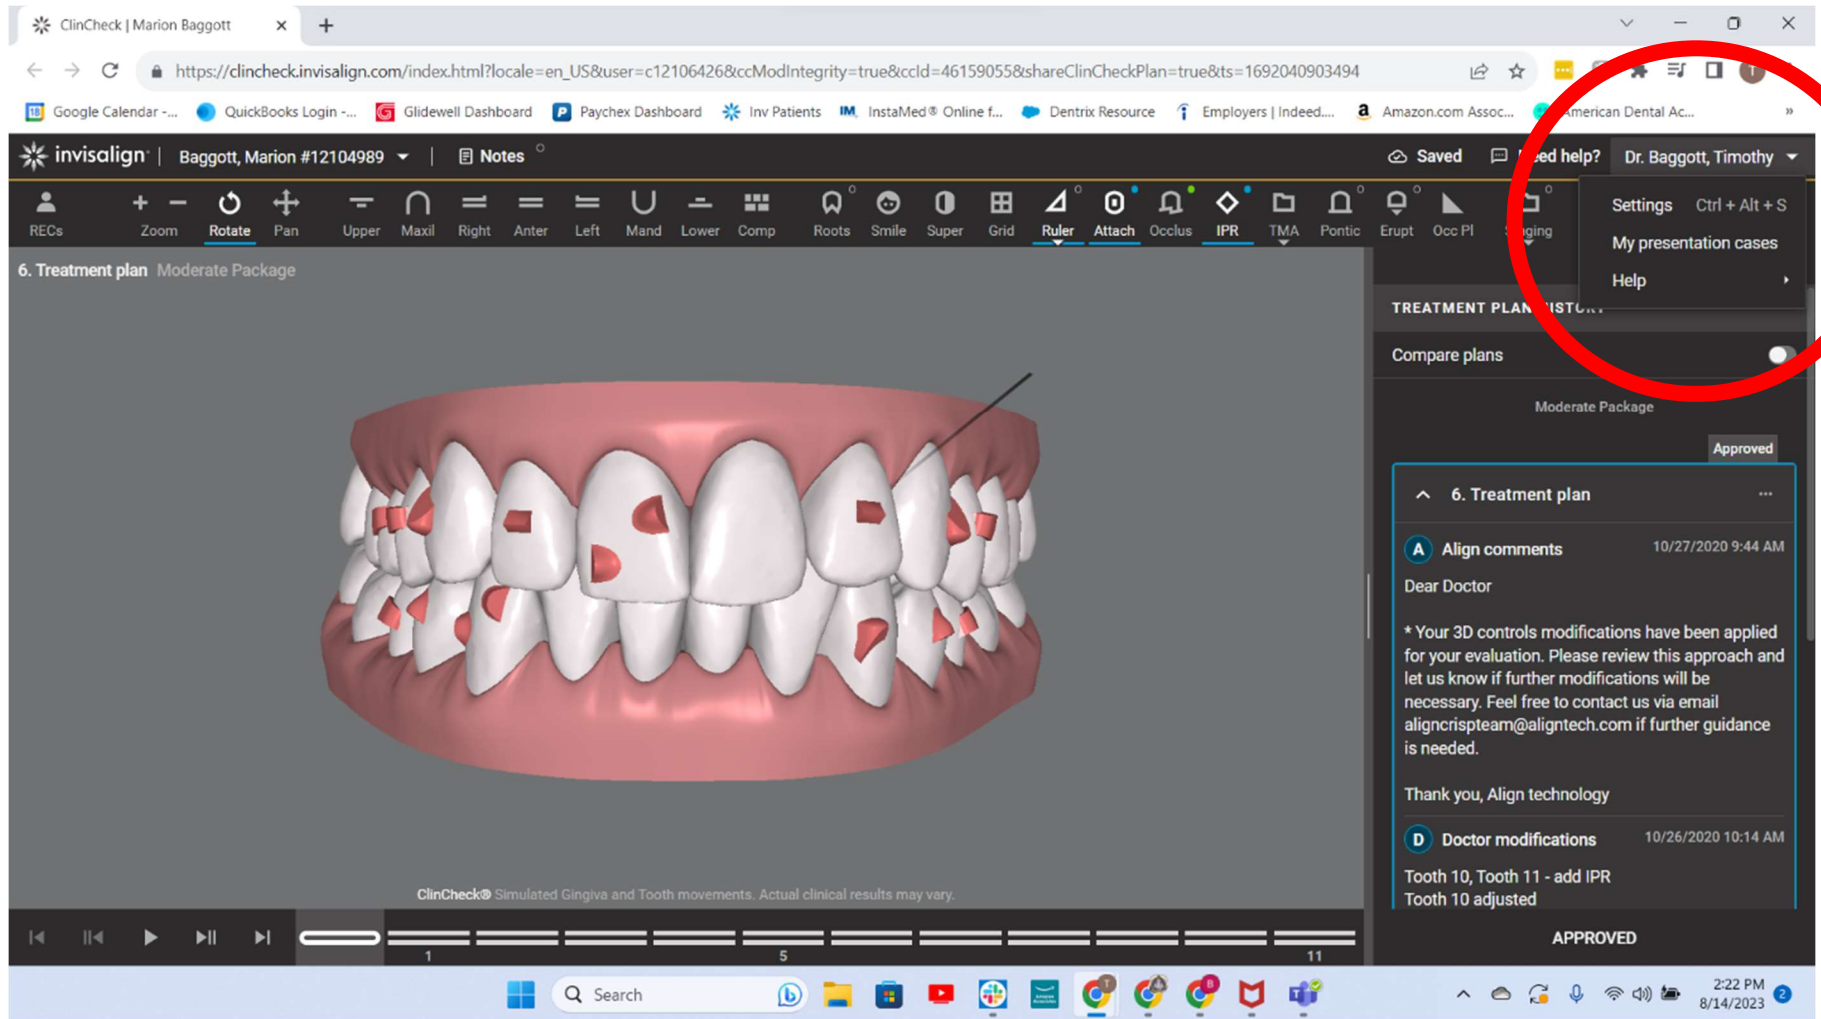 ClinCheck | Marion Baggott
https://clincheck.invisalign.com/index.html?locale=en_US&user=c12106426&ccModIntegrity=true&ccId=46159055&shareClinCheckPlan=true&ts=1692040903494
Google Calendar -... QuickBooks Login -... Glidewell Dashboard Paychex Dashboard Inv Patients IM InstaMed® Online f... Dentrix Resource Employers | Indeed.... Amazon.com Assoc... American Dental Ac... »
invisalign | Baggott, Marion #12104989 | Notes Saved Need help? Dr. Baggott, Timothy
RECs Zoom Rotate Pan Upper Maxil Right Anter Left Mand Lower Comp Roots Smile Super Grid Ruler Attach Occlus IPR TMA Pontic Erupt Occ Pl
Settings Ctrl + Alt + S
My presentation cases
Help
6. Treatment plan Moderate Package
TREATMENT PLAN HISTORY
Compare plans
Moderate Package
Approved
6. Treatment plan ...
A Align comments 10/27/2020 9:44 AM
Dear Doctor
* Your 3D controls modifications have been applied
for your evaluation. Please review this approach and
let us know if further modifications will be
necessary. Feel free to contact us via email
aligncrispteam@aligntech.com if further guidance
is needed.
Thank you, Align technology
D Doctor modifications 10/26/2020 10:14 AM
Tooth 10, Tooth 11 - add IPR
Tooth 10 adjusted
ClinCheck® Simulated Gingiva and Tooth movements. Actual clinical results may vary.
1 5 11
APPROVED
Search
2:22 PM
8/14/2023 2